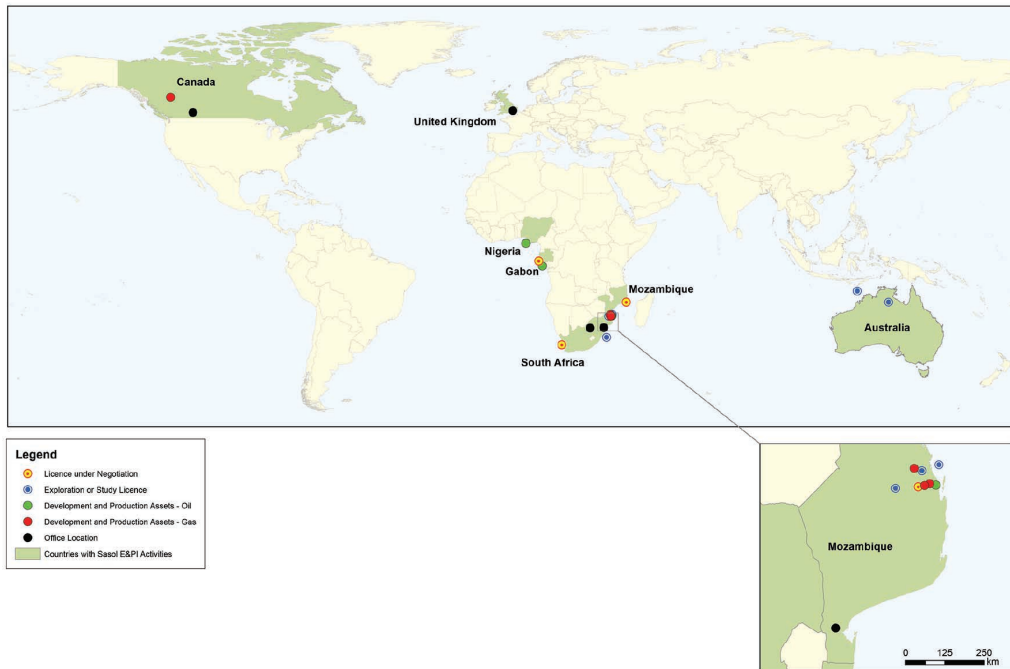 Canada
United Kingdom
Nigeria
Gabon
Mozambique
Australia
South Africa
Legend
Licence under Negotiation
Exploration or Study Licence
Development and Production Assets - Oil
Development and Production Assets - Gas
Office Location
Countries with Sasol E&PI Activities
Mozambique
0 125 250
km